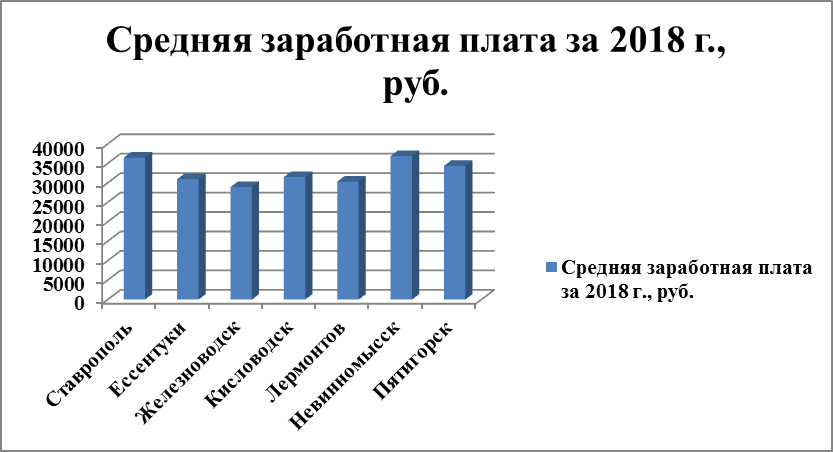 Средняя заработная плата за 2018 г.,
руб.
40000
35000
30000
25000
20000
15000
10000
5000
0
Ставрополь
Ессентуки
Железноводск
Кисловодск
Лермонтов
Невинномысск
Пятигорск
Средняя заработная плата
за 2018 г., руб.